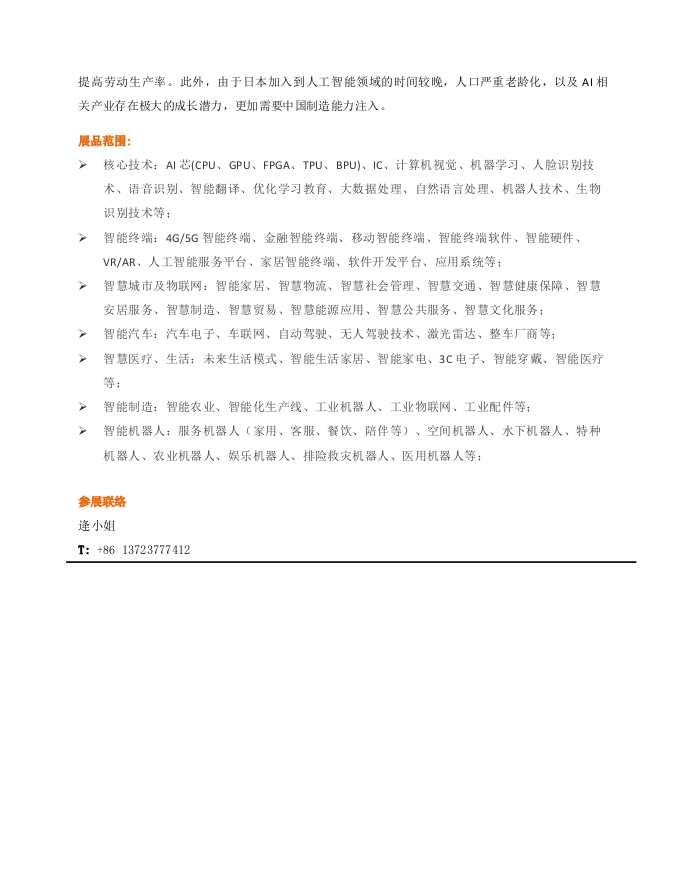 提高劳动生产率。此外，由于日本加入到人工智能领域的时间较晚，人口严重老龄化，以及 AI 相
关产业存在极大的成长潜力，更加需要中国制造能力注入。
展品范围：
➢ 核心技术：AI 芯(CPU、GPU、FPGA、TPU、BPU)、IC、计算机视觉、机器学习、人脸识别技
术、语音识别、智能翻译、优化学习教育、大数据处理、自然语言处理、机器人技术、生物
识别技术等；
➢ 智能终端：4G/5G 智能终端、金融智能终端、移动智能终端、智能终端软件、智能硬件、
VR/AR、人工智能服务平台、家居智能终端、软件开发平台、应用系统等；
➢ 智慧城市及物联网：智能家居、智慧物流、智慧社会管理、智慧交通、智慧健康保障、智慧
安居服务、智慧制造、智慧贸易、智慧能源应用、智慧公共服务、智慧文化服务；
➢ 智能汽车：汽车电子、车联网、自动驾驶、无人驾驶技术、激光雷达、整车厂商等；
➢ 智慧医疗、生活：未来生活模式、智能生活家居、智能家电、3C 电子、智能穿戴、智能医疗
等；
➢ 智能制造：智能农业、智能化生产线、工业机器人、工业物联网、工业配件等；
➢ 智能机器人：服务机器人（家用、客服、餐饮、陪伴等）、空间机器人、水下机器人、特种
机器人、农业机器人、娱乐机器人、排险救灾机器人、医用机器人等；
参展联络
逄小姐
T: +86 13723777412